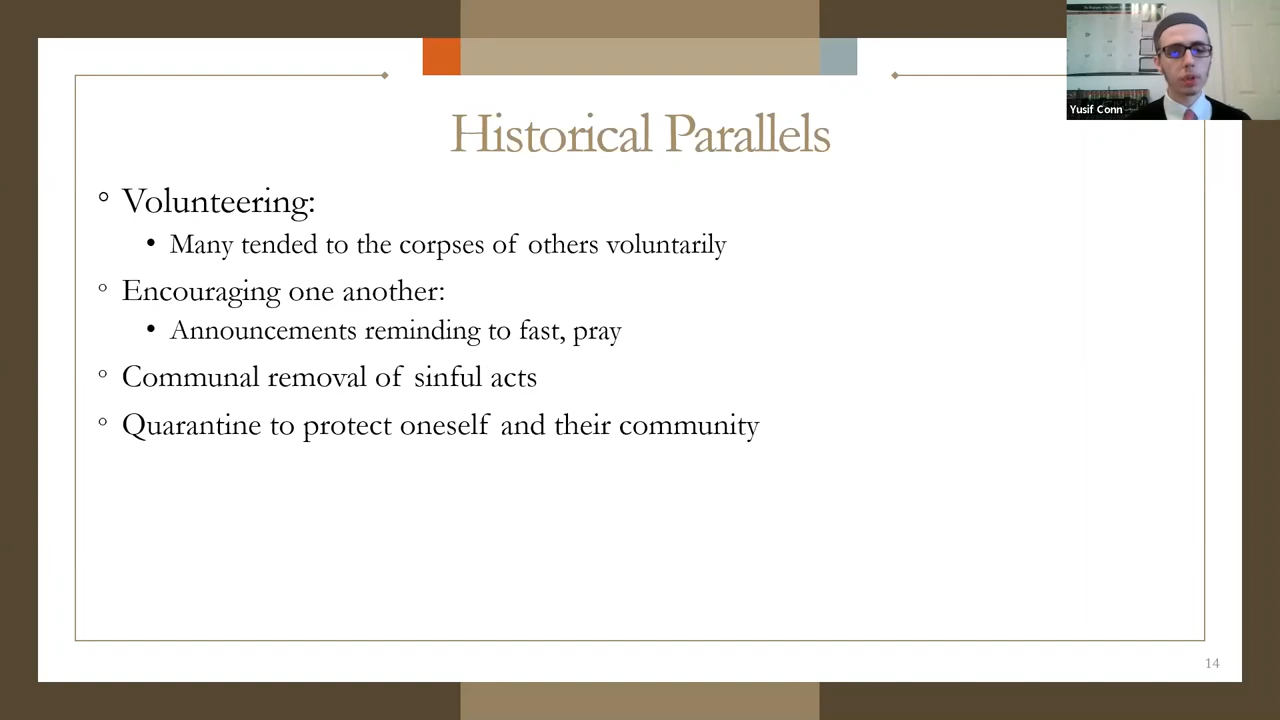 Yusif Conn
Historical Parallels
° Volunteering:
• Many tended to the corpses of others voluntarily
° Encouraging one another:
• Announcements reminding to fast, pray
° Communal removal of sinful acts
° Quarantine to protect oneself and their community
14